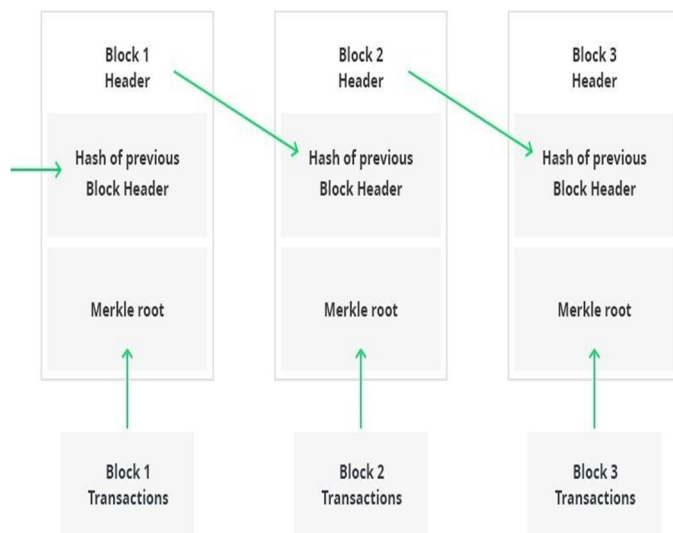 Block 1
Header
Hash of previous
Block Header
Merkle root
Block 1
Transactions
Block 2
Header
Hash of previous
Block Header
Merkle root
Block 2
Transactions
Block 3
Header
Hash of previous
Block Header
Merkle root
Block 3
Transactions